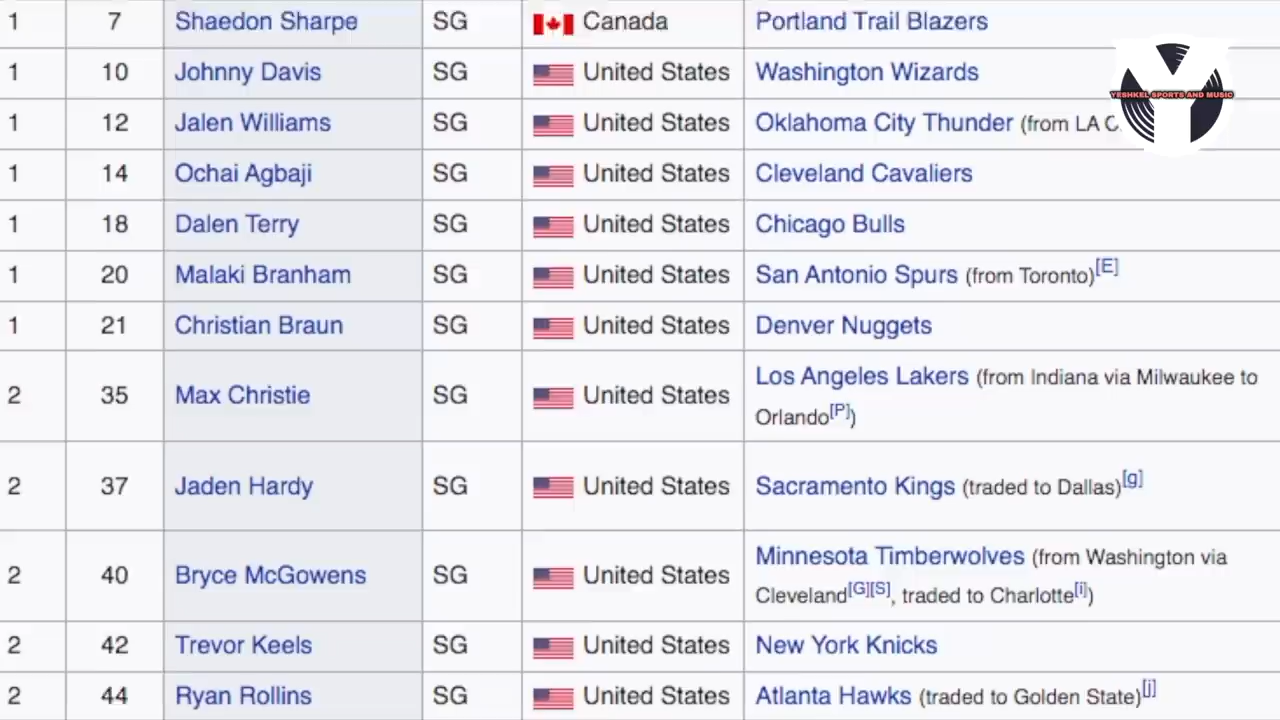 1 7 Shaedon Sharpe SG Canada Portland Trail Blazers
1 10 Johnny Davis SG United States Washington Wizards
YESHKEL SPORTS AND MUSIC
1 12 Jalen Williams SG United States Oklahoma City Thunder (from LA C
1 14 Ochai Agbaji SG United States Cleveland Cavaliers
1 18 Dalen Terry SG United States Chicago Bulls
1 20 Malaki Branham SG United States San Antonio Spurs (from Toronto)[E]
1 21 Christian Braun SG United States Denver Nuggets
2 35 Max Christie SG United States Los Angeles Lakers (from Indiana via Milwaukee to
Orlando[P])
2 37 Jaden Hardy SG United States Sacramento Kings (traded to Dallas)[g]
2 40 Bryce McGowens SG United States Minnesota Timberwolves (from Washington via
Cleveland[G][S], traded to Charlotte[i])
2 42 Trevor Keels SG United States New York Knicks
2 44 Ryan Rollins SG United States Atlanta Hawks (traded to Golden State)[j]